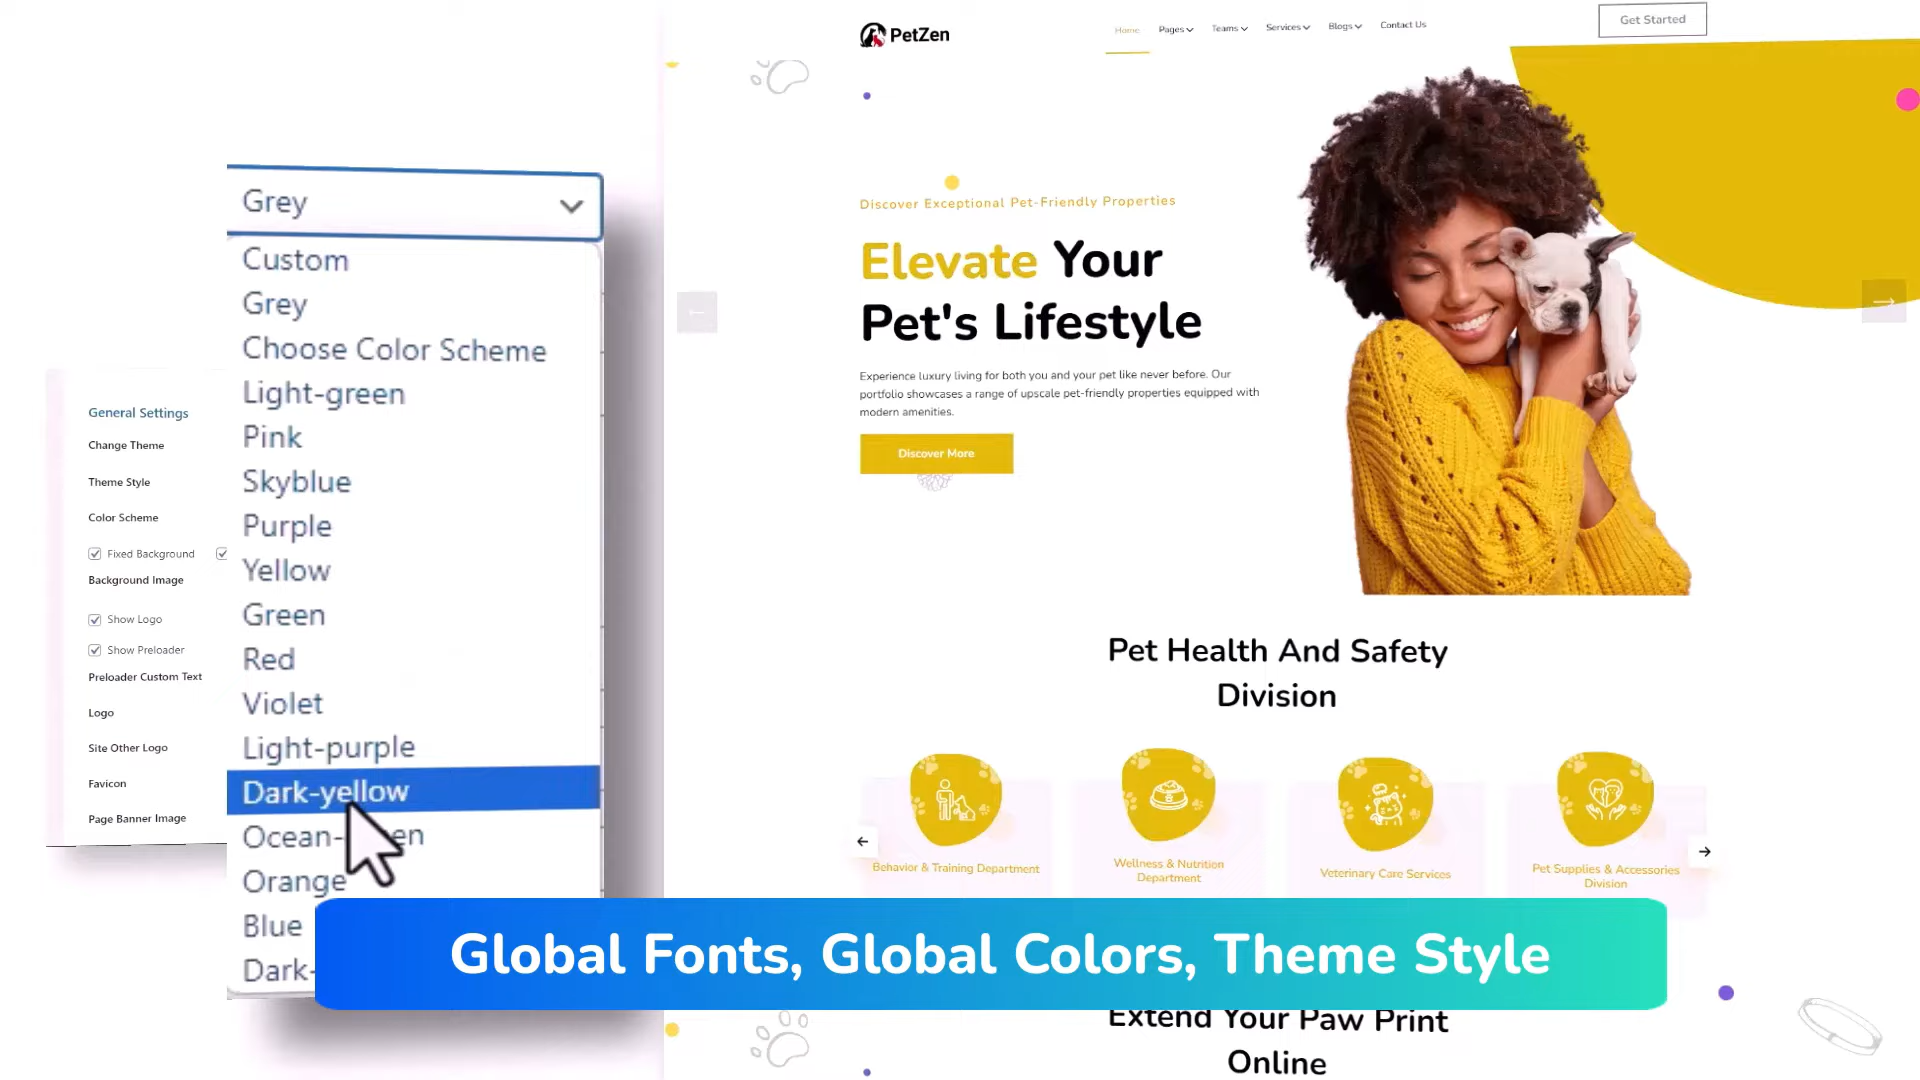 General Settings
Change Theme
Theme Style
Color Scheme
Fixed Background
Background Image
Show Logo
Show Preloader
Preloader Custom Text
Logo
Site Other Logo
Favicon
Page Banner Image
Grey
Custom
Grey
Choose Color Scheme
Light-green
Pink
Skyblue
Purple
Yellow
Green
Red
Violet
Light-purple
Dark-yellow
Ocean-
Orange
Blue
Dark-
PetZen
Home Pages Teams Services Blogs Contact Us
Get Started
Discover Exceptional Pet-Friendly Properties
Elevate Your
Pet's Lifestyle
Experience luxury living for both you and your pet like never before. Our
portfolio showcases a range of upscale pet-friendly properties equipped with
modern amenities.
Discover More
Pet Health And Safety
Division
Behavior & Training Department
Wellness & Nutrition
Department
Veterinary Care Services
Pet Supplies & Accessories
Division
Global Fonts, Global Colors, Theme Style
Extend Your Paw Print
Online